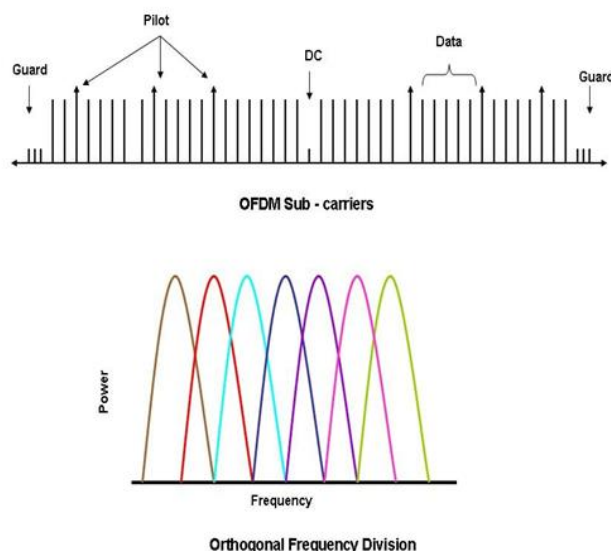 Pilot
Guard
DC
Data
Guard
OFDM Sub - carriers
Power
Frequency
Orthogonal Frequency Division